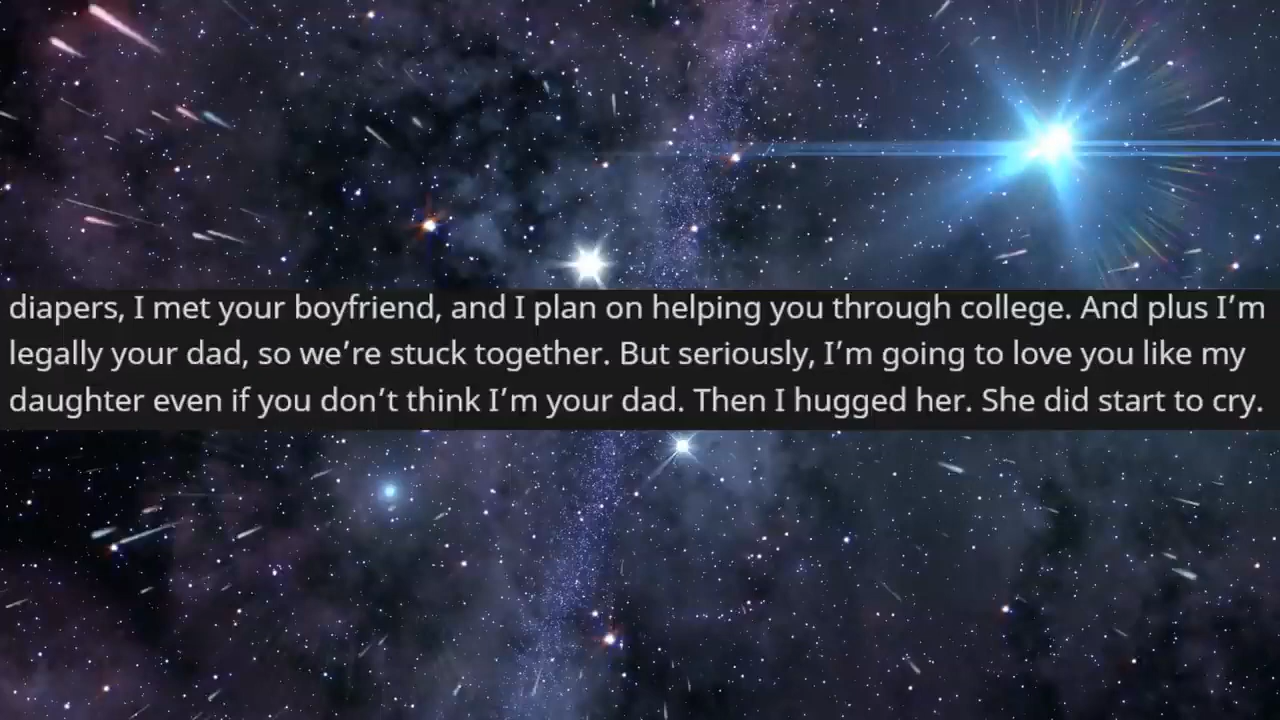 diapers, I met your boyfriend, and I plan on helping you through college. And plus I’m
legally your dad, so we’re stuck together. But seriously, I’m going to love you like my
daughter even if you don’t think I’m your dad. Then I hugged her. She did start to cry.